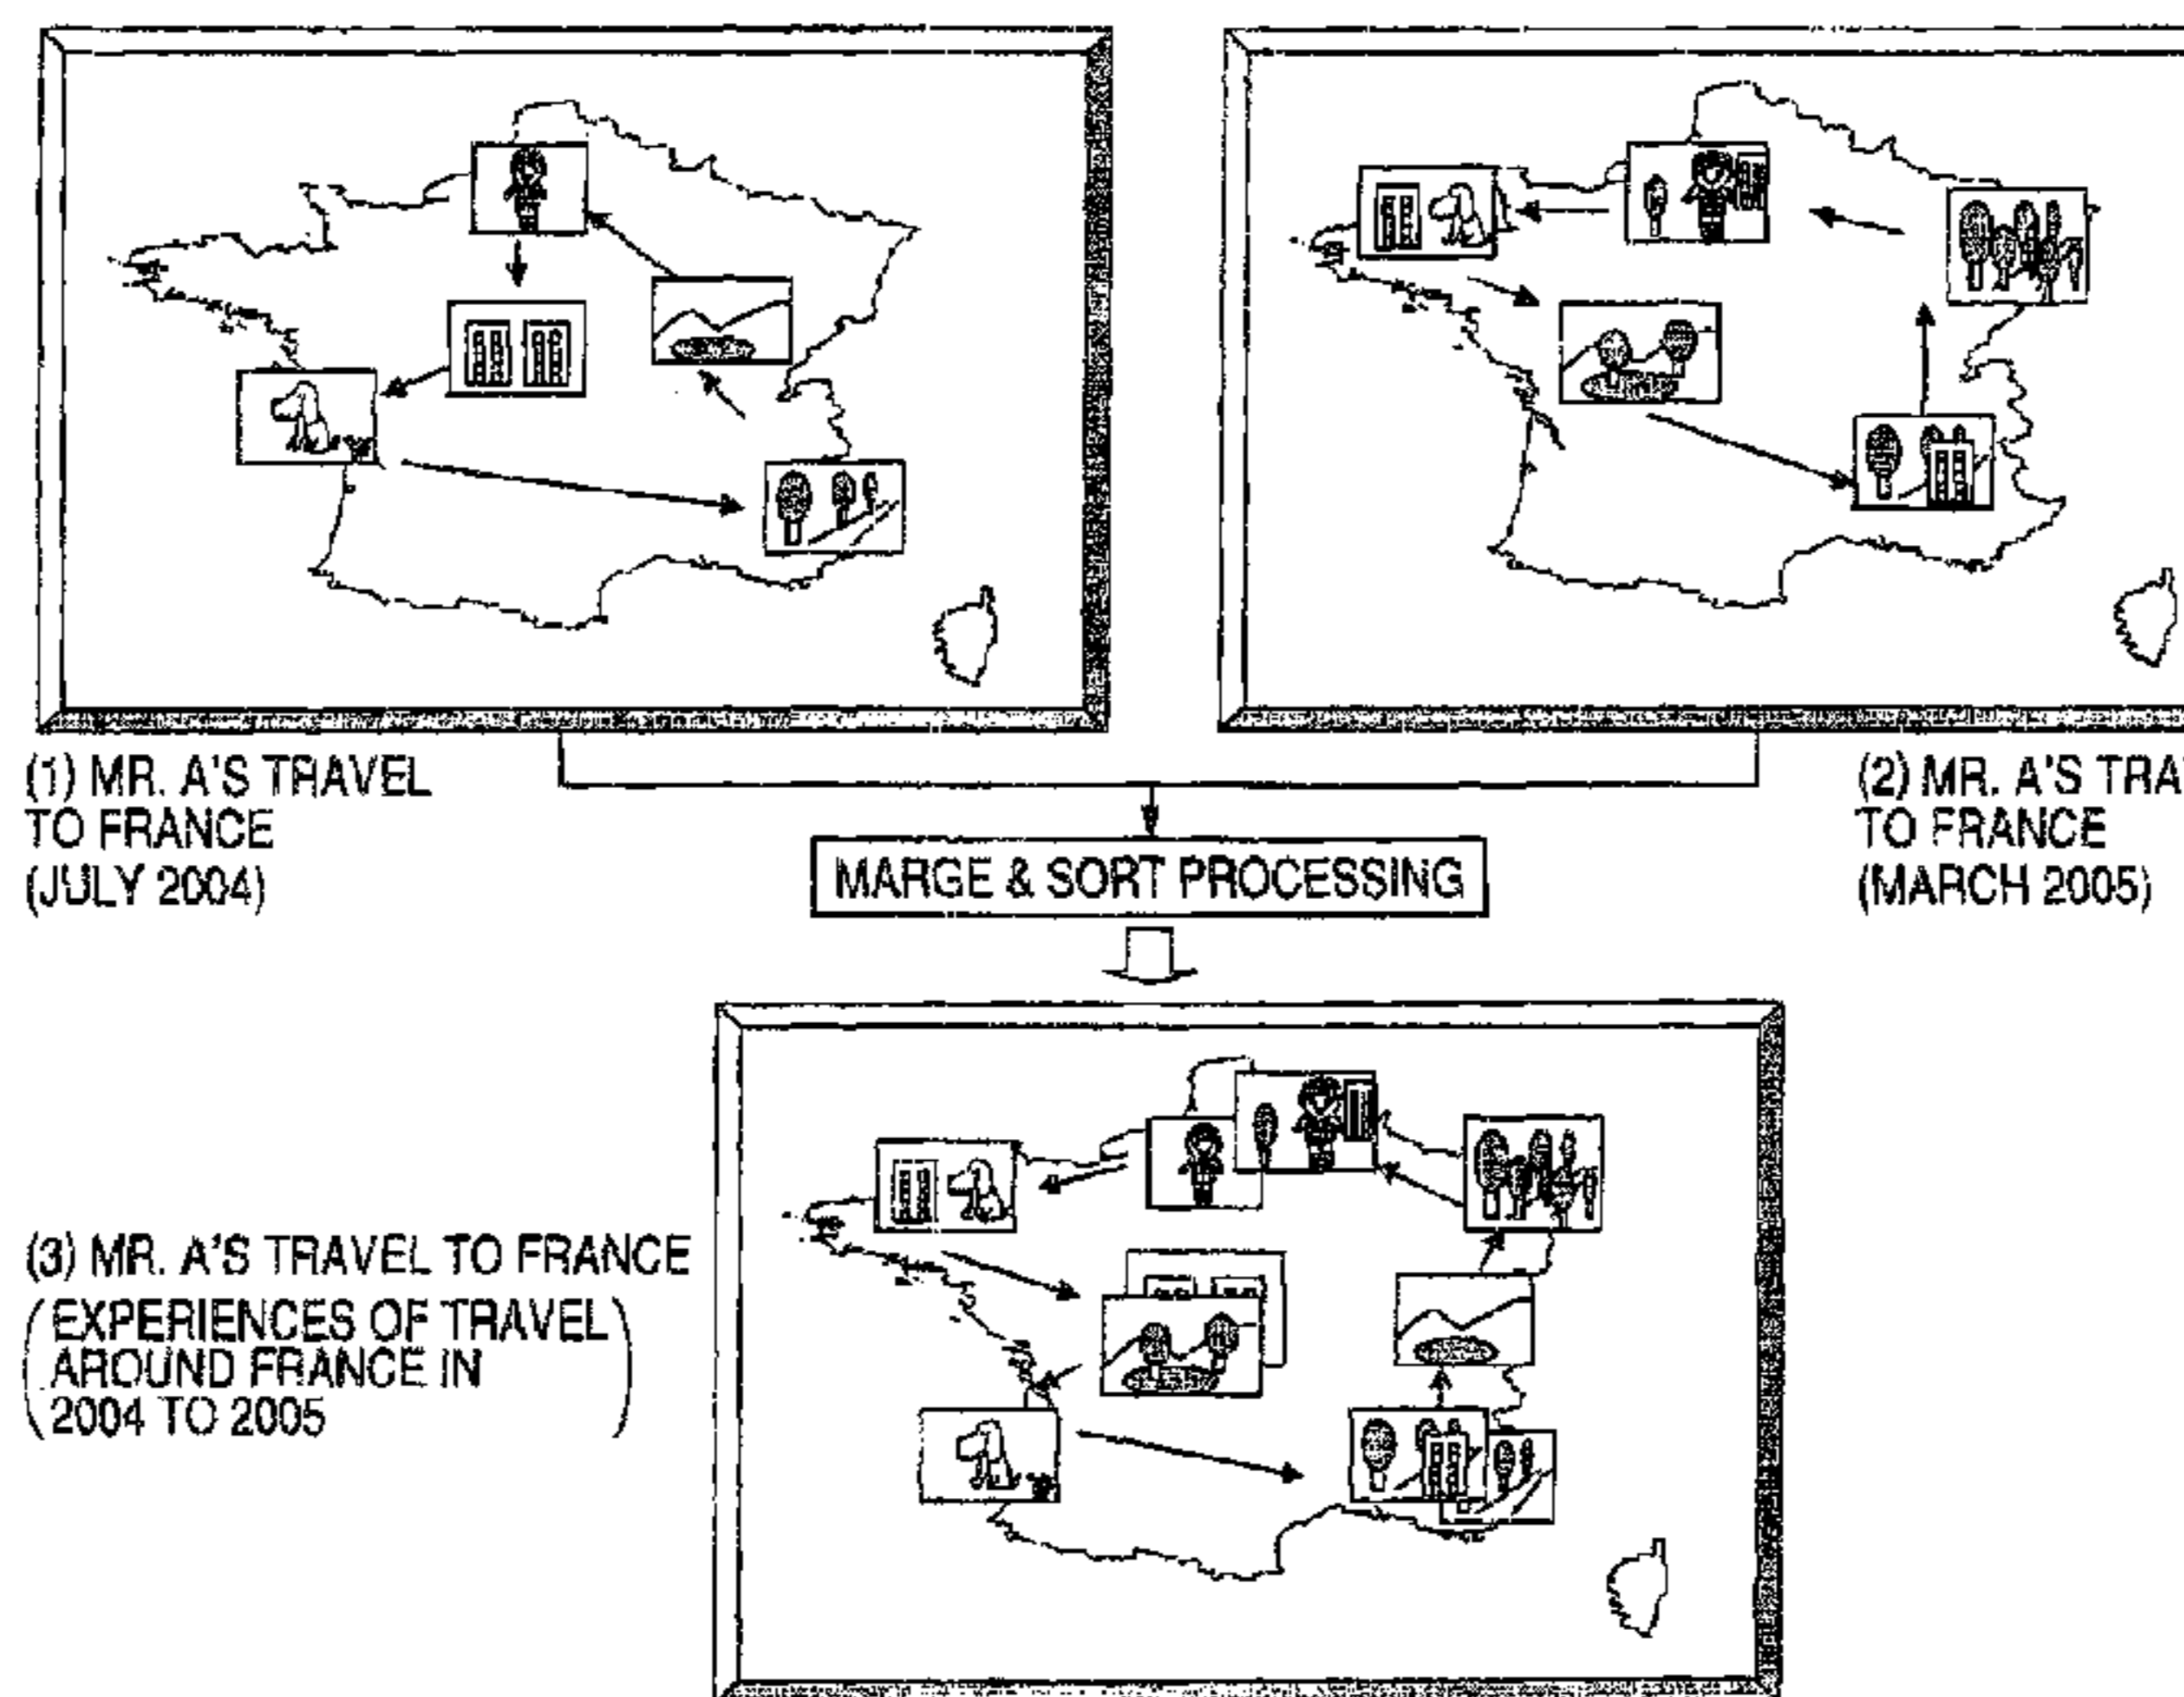 (1) MR. A'S TRAVEL
TO FRANCE
(JULY 2004)
(2) MR. A'S
TO FRANCE
(MARCH 2005)
MARGE & SORT PROCESSING
(3) MR. A'S TRAVEL TO FRANCE
(EXPERIENCES OF TRAVEL
AROUND FRANCE IN
2004 TO 2005)